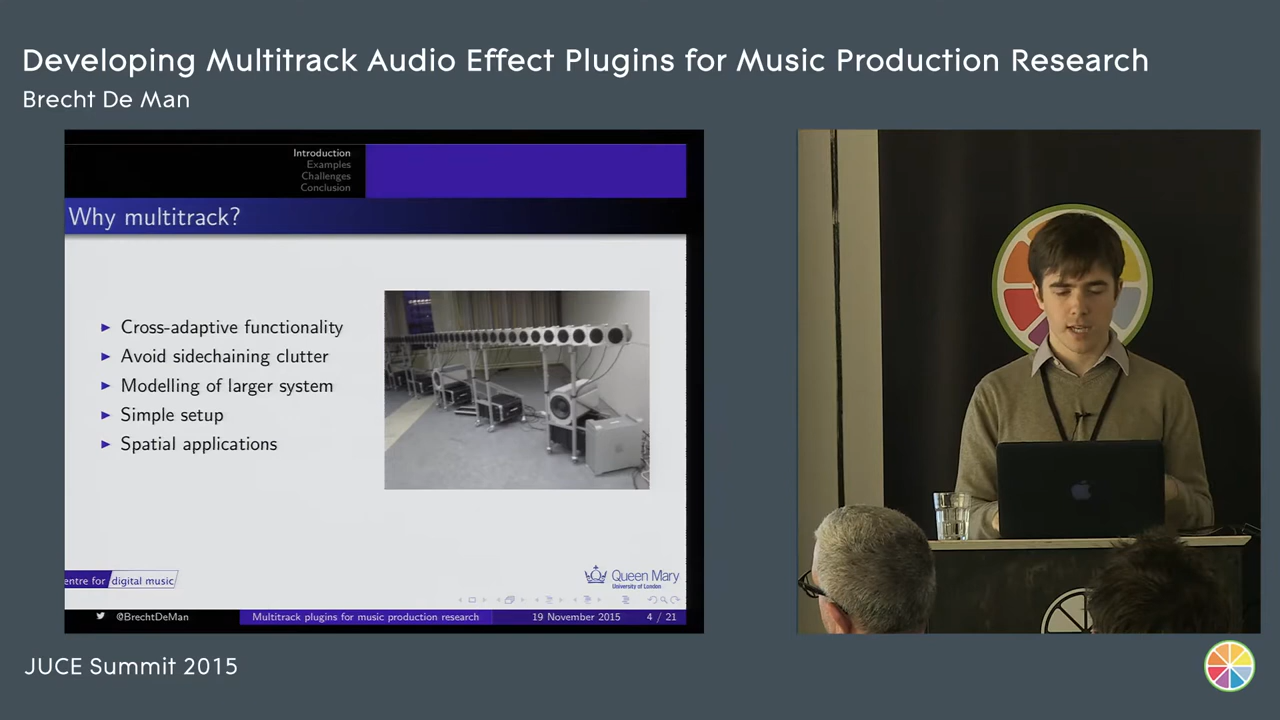 Developing Multitrack Audio Effect Plugins for Music Production Research
Brecht De Man
Introduction
Examples
Challenges
Conclusion
Why multitrack?
Cross-adaptive functionality
Avoid sidechaining clutter
Modelling of larger system
Simple setup
Spatial applications
entre for digital music
Queen Mary
University of London
@BrechtDeMan
Multitrack plugins for music production research
19 November 2015
4 / 21
JUCE Summit 2015